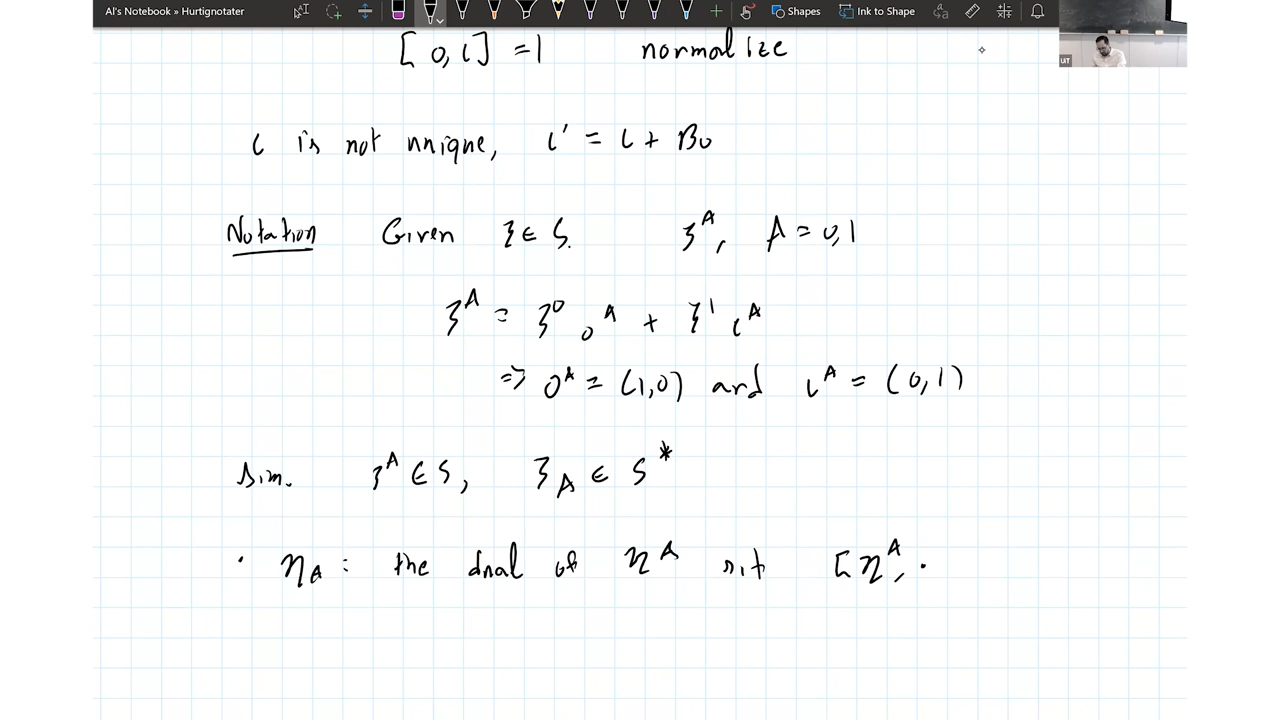 AI's Notebook » Hurtignotater
Shapes
Ink to Shape
UiT
[o, ι] = 1 normalize
ι is not unique, ι' = ι + βo
Notation Given ξ ∈ S. ξ^A, A = 0,1
ξ^A = ξ^0 o^A + ξ^1 ι^A
⇒ o^A = (1,0) and ι^A = (0,1)
Sim. ξ^A ∈ S, ξ_A ∈ S*
· η_A : the dual of η^A r.t [η^A, ·